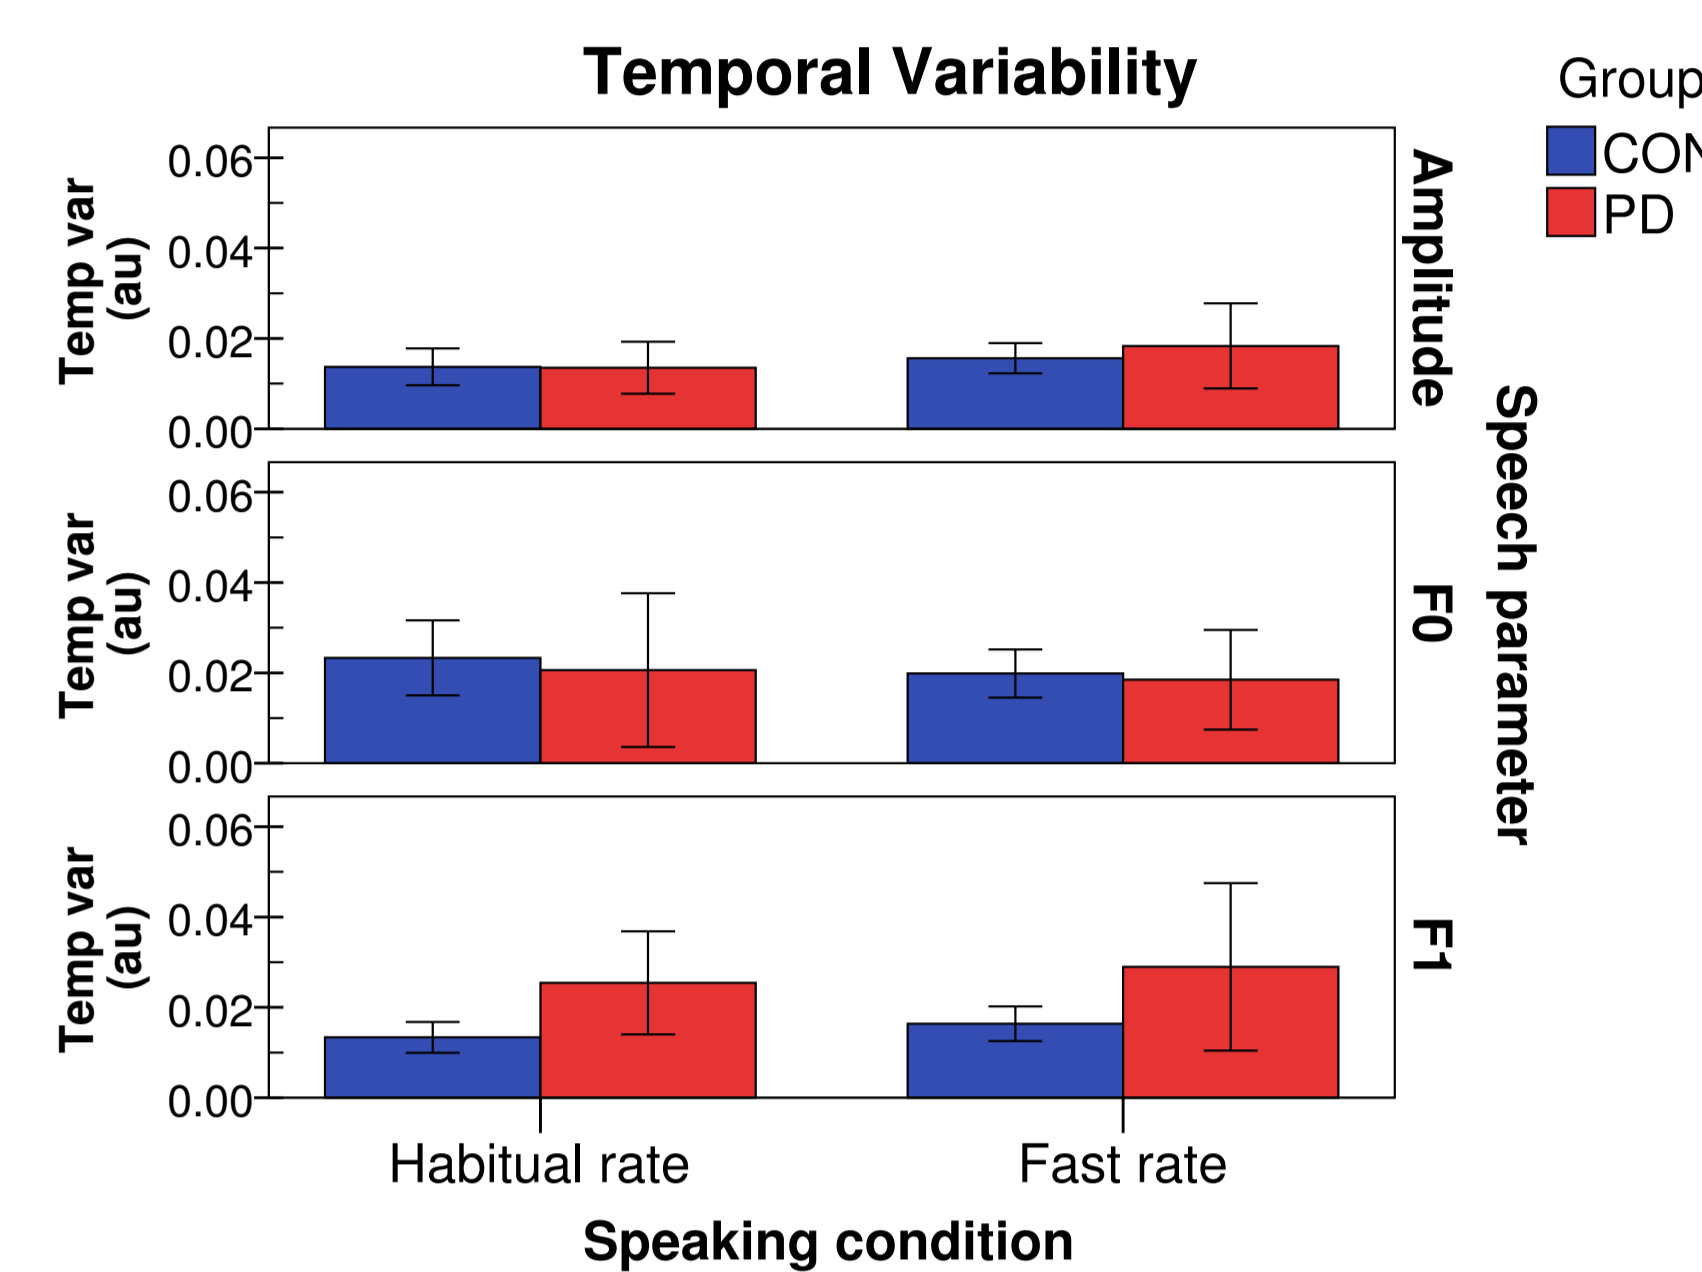 Temporal Variability
Group
CON
PD
0.06
0.04
0.02
0.00
Temp var
(au)
Amplitude
0.06
0.04
0.02
0.00
Temp var
(au)
F0
0.06
0.04
0.02
0.00
Temp var
(au)
F1
Speech parameter
Habitual rate
Fast rate
Speaking condition